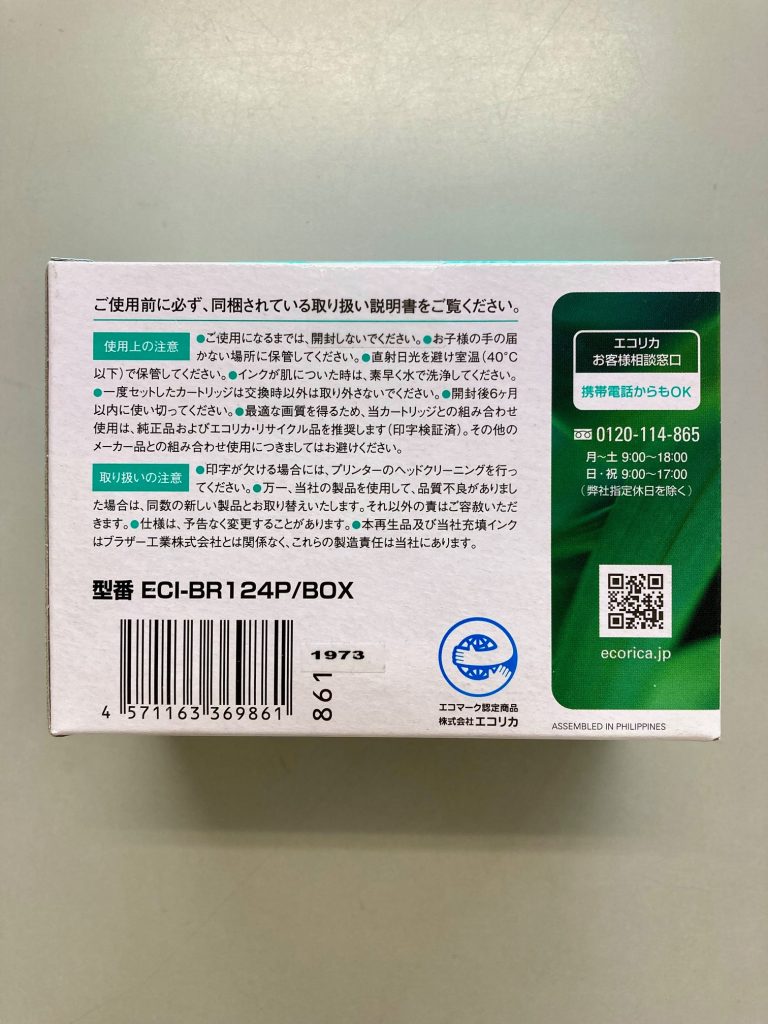 ご使用前に必ず、同梱されている取り扱い説明書をご覧ください。
使用上の注意 ●ご使用になるまでは、開封しないでください。●お子様の手の届
かない場所に保管してください。●直射日光を避け室温（40°C
以下）で保管してください。●インクが肌についた時は、素早く水で洗浄してください。
●一度セットしたカートリッジは交換時以外は取り外さないでください。●開封後6ヶ月
以内に使い切ってください。●最適な画質を得るため、当カートリッジとの組み合わせ
使用は、純正品およびエコリカ・リサイクル品を推奨します（印字検証済）。その他の
メーカー品との組み合わせ使用につきましてはお避けください。
取り扱いの注意 ●印字が欠ける場合には、プリンターのヘッドクリーニングを行っ
てください。●万一、当社の製品を使用して、品質不良がありまし
た場合は、同数の新しい製品とお取り替えいたします。それ以外の責はご容赦いただ
きます。●仕様は、予告なく変更することがあります。●本再生品及び当社充填インク
はブラザー工業株式会社とは関係なく、これらの製造責任は当社にあります。
型番 ECI-BR124P/BOX
4 571163 369861
1973
861
エコマーク認定商品
株式会社エコリカ
エコリカ
お客様相談窓口
携帯電話からもOK
0120-114-865
月～土 9:00～18:00
日・祝 9:00～17:00
（弊社指定休日を除く）
ecorica.jp
ASSEMBLED IN PHILIPPINES